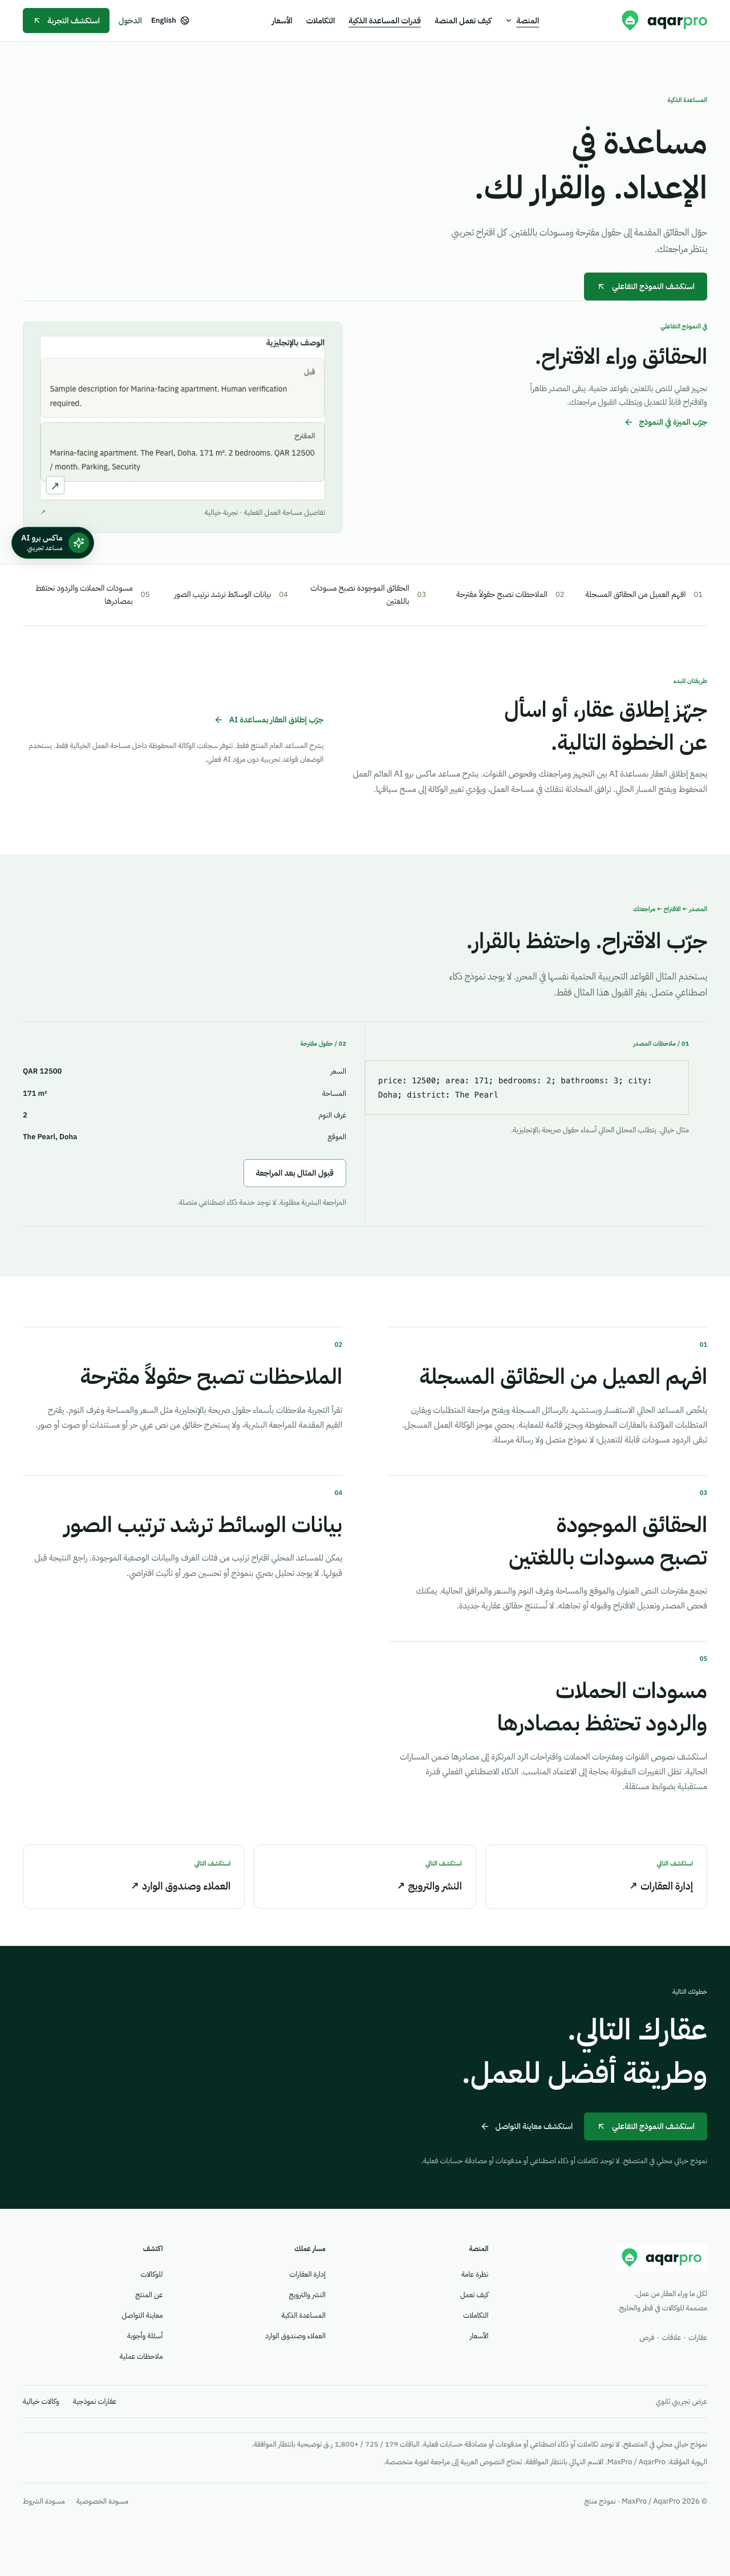 aqarpro
المنصة
كيف تعمل المنصة
قدرات المساعدة الذكية
التكاملات
الأسعار
English
الدخول
استكشف التجربة
المساعدة الذكية
مساعدة في
الإعداد. والقرار لك.
حوّل الحقائق المقدمة إلى حقول مقترحة ومسودات باللغتين. كل اقتراح تجريبي
ينتظر مراجعتك.
استكشف النموذج التفاعلي
في النموذج التفاعلي
الحقائق وراء الاقتراح.
تجهيز فعلي للنص باللغتين بقواعد حتمية. يبقى المصدر ظاهراً
والاقتراح قابلاً للتعديل ويتطلب القبول مراجعتك.
جرّب الميزة في النموذج
الوصف بالإنجليزية
قبل
Sample description for Marina-facing apartment. Human verification
required.
المقترح
Marina-facing apartment. The Pearl, Doha. 171 m². 2 bedrooms. QAR 12500
/ month. Parking, Security
تفاصيل مساحة العمل الفعلية · تجربة خيالية
ماكس برو AI
مساعد تجريبي
01 افهم العميل من الحقائق المسجلة
02 الملاحظات تصبح حقولاً مقترحة
03 الحقائق الموجودة تصبح مسودات
باللغتين
04 بيانات الوسائط ترشد ترتيب الصور
05 مسودات الحملات والردود تحتفظ
بمصادرها
طريقتان للبدء
جهّز إطلاق عقار، أو اسأل
عن الخطوة التالية.
يجمع إطلاق العقار بمساعدة AI بين التجهيز ومراجعتك وفحوص القنوات. يشرح مساعد ماكس برو AI العائم العمل
المحفوظ ويفتح المسار الحالي. ترافق المحادثة تنقلك في مساحة العمل، ويؤدي تغيير الوكالة إلى مسح سياقها.
جرّب إطلاق العقار بمساعدة AI
يشرح المساعد العام المنتج فقط. تتوفر سجلات الوكالة المحفوظة داخل مساحة العمل الخيالية فقط. يستخدم
الوضعان قواعد تجريبية دون مزوّد AI فعلي.
المصدر ← الاقتراح ← مراجعتك
جرّب الاقتراح. واحتفظ بالقرار.
يستخدم المثال القواعد التجريبية الحتمية نفسها في المحرر. لا يوجد نموذج ذكاء
اصطناعي متصل. يغيّر القبول هذا المثال فقط.
01 / ملاحظات المصدر
price: 12500; area: 171; bedrooms: 2; bathrooms: 3; city:
Doha; district: The Pearl
مثال خيالي. يتطلب المحلل الحالي أسماء حقول صريحة بالإنجليزية.
02 / حقول مقترحة
السعر QAR 12500
المساحة 171 m²
غرف النوم 2
الموقع The Pearl, Doha
قبول المثال بعد المراجعة
المراجعة البشرية مطلوبة. لا توجد خدمة ذكاء اصطناعي متصلة.
01
افهم العميل من الحقائق المسجلة
يلخّص المساعد الحالي الاستفسار ويستشهد بالرسائل المسجلة ويفتح مراجعة المتطلبات ويقارن
المتطلبات المؤكدة بالعقارات المحفوظة ويجهّز قائمة للمعاينة. يحصي موجز الوكالة العمل المسجل.
تبقى الردود مسودات قابلة للتعديل؛ لا نموذج متصل ولا رسالة مرسلة.
02
الملاحظات تصبح حقولاً مقترحة
تقرأ التجربة ملاحظات بأسماء حقول صريحة بالإنجليزية مثل السعر والمساحة وغرف النوم. يقترح
القيم المقدمة للمراجعة البشرية، ولا يستخرج حقائق من نص عربي حر أو مستندات أو صوت أو صور.
03
الحقائق الموجودة
تصبح مسودات باللغتين
تجمع مقترحات النص العنوان والموقع والمساحة وغرف النوم والسعر والمرافق الحالية. يمكنك
فحص المصدر وتعديل الاقتراح وقبوله أو تجاهله. لا تُستنتج حقائق عقارية جديدة.
04
بيانات الوسائط ترشد ترتيب الصور
يمكن للمساعد المحلي اقتراح ترتيب من فئات الغرف والبيانات الوصفية الموجودة. راجع النتيجة قبل
قبولها. لا يوجد تحليل بصري بنموذج أو تحسين صور أو تأثيث افتراضي.
05
مسودات الحملات
والردود تحتفظ بمصادرها
استكشف نصوص القنوات ومقترحات الحملات واقتراحات الرد المرتكزة إلى مصادرها ضمن المسارات
الحالية. تظل التغييرات المقبولة بحاجة إلى الاعتماد المناسب. الذكاء الاصطناعي الفعلي قدرة
مستقبلية بضوابط مستقلة.
استكشف التالي
إدارة العقارات ↗
استكشف التالي
النشر والترويج ↗
استكشف التالي
العملاء وصندوق الوارد ↗
خطوتك التالية
عقارك التالي.
وطريقة أفضل للعمل.
استكشف النموذج التفاعلي
استكشف معاينة التواصل
نموذج خيالي محلي في المتصفح. لا توجد تكاملات أو ذكاء اصطناعي أو مدفوعات أو مصادقة حسابات فعلية.
aqarpro
لكل ما وراء العقار من عمل.
مصممة للوكالات في قطر والخليج.
عقارات · علاقات · فرص
المنصة
نظرة عامة
كيف تعمل
التكاملات
الأسعار
مسار عملك
إدارة العقارات
النشر والترويج
المساعدة الذكية
العملاء وصندوق الوارد
اكتشف
للوكالات
عن المنتج
معاينة التواصل
أسئلة وأجوبة
ملاحظات عملية
عرض تجريبي ثانوي
عقارات نموذجية
وكالات خيالية
نموذج خيالي محلي في المتصفح. لا توجد تكاملات أو ذكاء اصطناعي أو مدفوعات أو مصادقة حسابات فعلية. الباقات 179 / 725 / +1,800 ر.ق توضيحية بانتظار الموافقة.
الهوية المؤقتة: MaxPro / AqarPro. الاسم النهائي بانتظار الموافقة. تحتاج النصوص العربية إلى مراجعة لغوية متخصصة.
© 2026 MaxPro / AqarPro · نموذج منتج
مسودة الخصوصية
مسودة الشروط